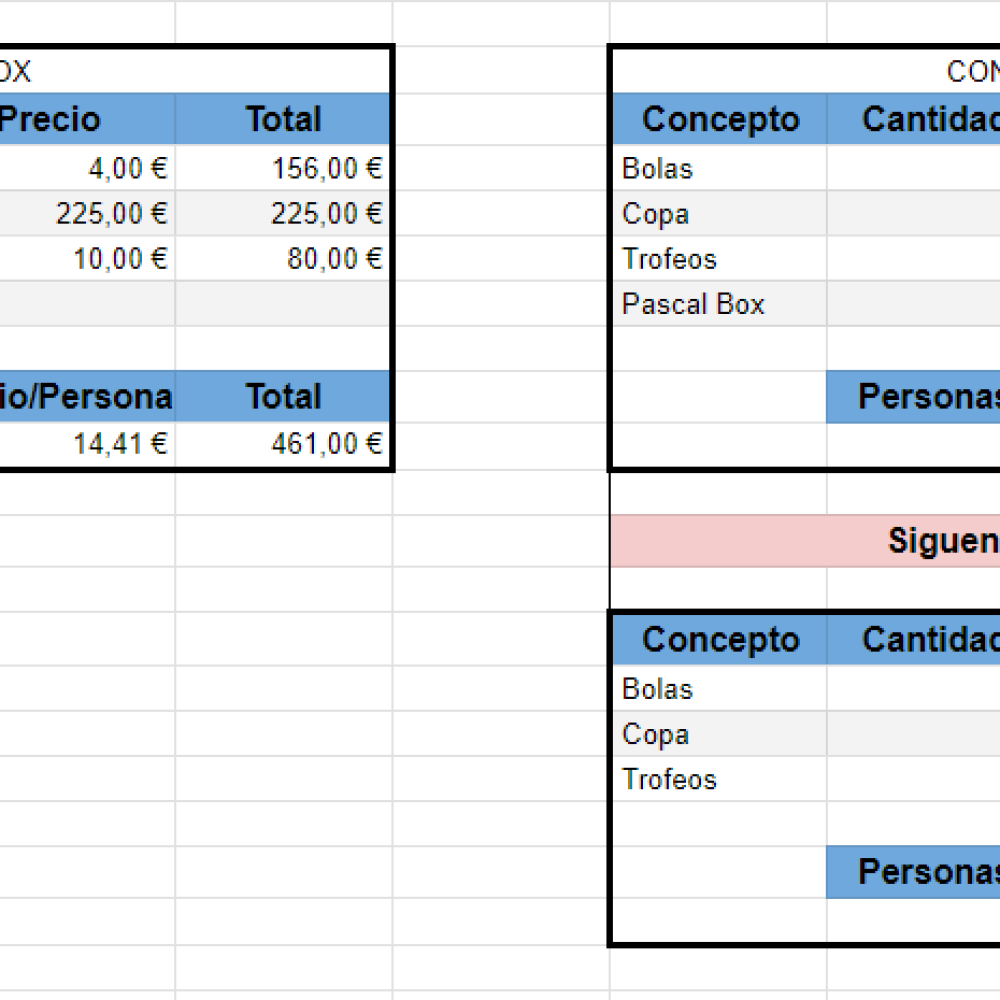 OX
Precio Total
4,00 € 156,00 €
225,00 € 225,00 €
10,00 € 80,00 €
io/Persona Total
14,41 € 461,00 €
CON
Concepto Cantidad
Bolas
Copa
Trofeos
Pascal Box
Personas
Siguen
Concepto Cantidad
Bolas
Copa
Trofeos
Personas